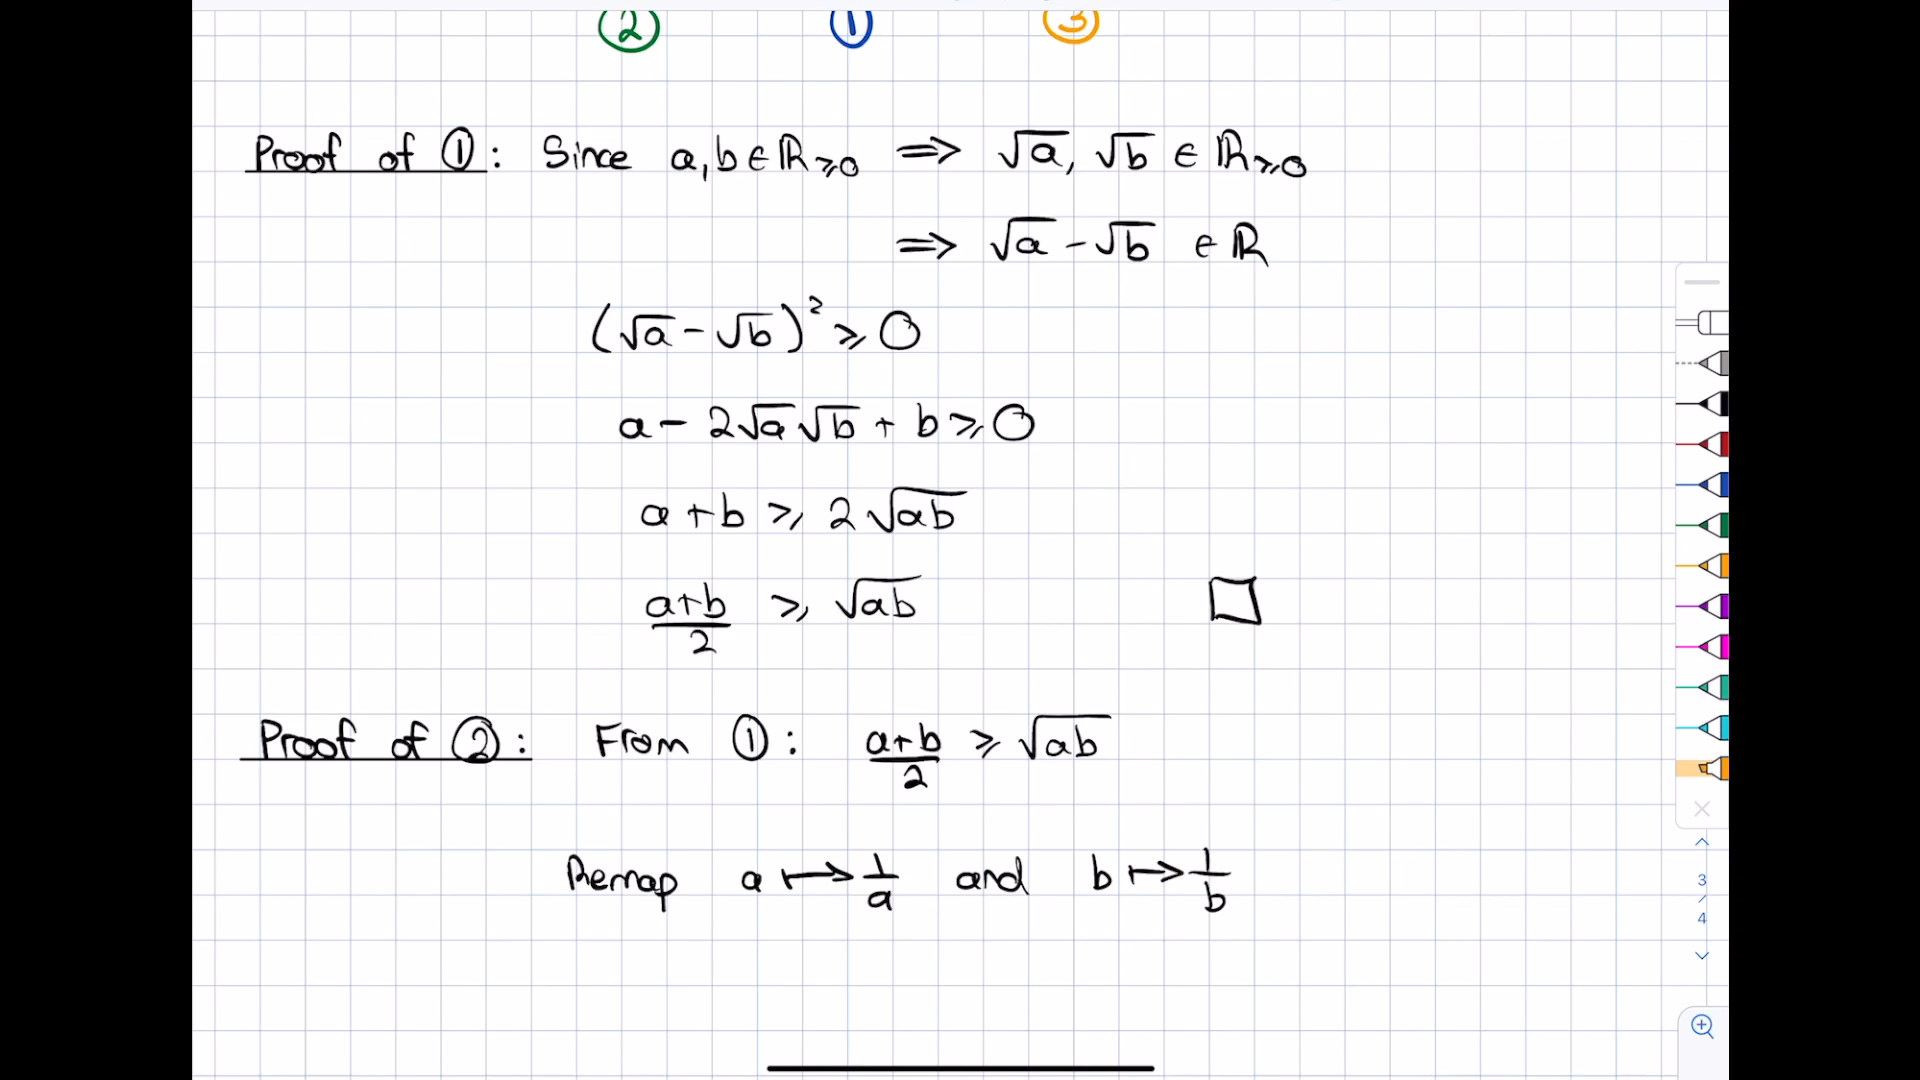 ② ① ③
Proof of ①: Since a, b ∈ ℝ⩾0 ⟹ √a, √b ∈ ℝ⩾0
⟹ √a - √b ∈ ℝ
(√a - √b)² ⩾ 0
a - 2√a√b + b ⩾ 0
a + b ⩾ 2√ab
a+b/2 ⩾ √ab □
Proof of ②: From ①: a+b/2 ⩾ √ab
Remap a ↦ 1/a and b ↦ 1/b
3/4